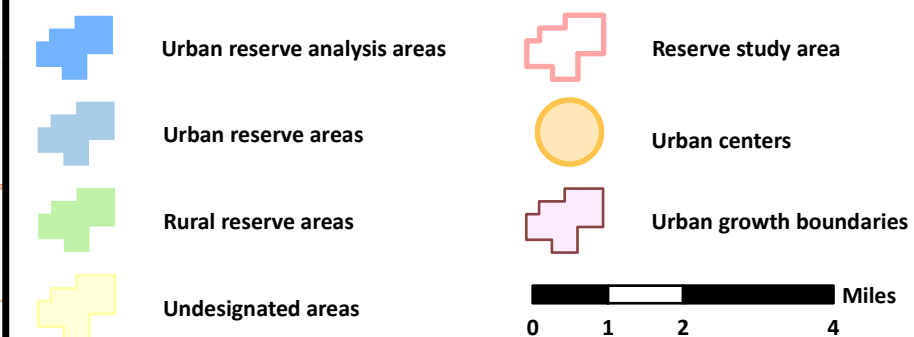 Urban reserve analysis areas
Urban reserve areas
Rural reserve areas
Undesignated areas
Reserve study area
Urban centers
Urban growth boundaries
Miles
0 1 2 4